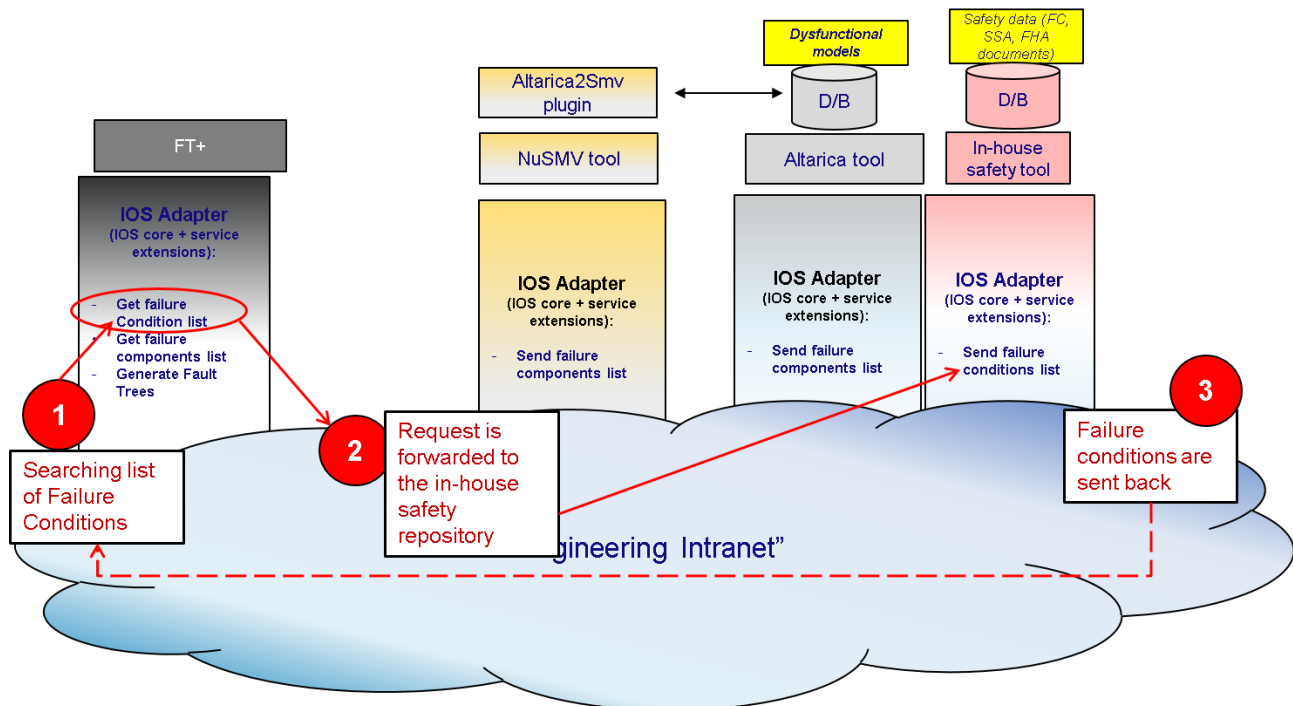 Dysfunctional
models
Safety data (FC,
SSA, FHA
documents)
Altarica2Smv
plugin
D/B
D/B
FT+
NuSMV tool
Altarica tool
In-house
safety tool
IOS Adapter
(IOS core + service
extensions):
- Get failure
Condition list
- Get failure
components list
- Generate Fault
Trees
IOS Adapter
(IOS core + service
extensions):
- Send failure
components list
IOS Adapter
(IOS core + service
extensions):
- Send failure
components list
IOS Adapter
(IOS core + service
extensions):
- Send failure
conditions list
1
Searching list
of Failure
Conditions
2
Request is
forwarded to
the in-house
safety
repository
3
Failure
conditions are
sent back
Intranet”